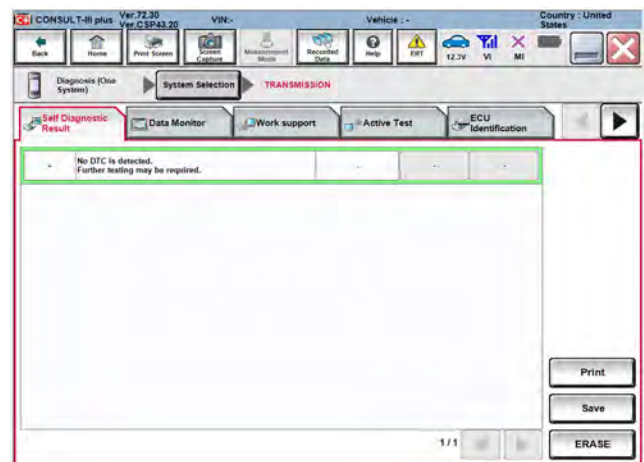 CONSULT-III plus Ver.72.30 VIN:- Vehicle : - Country : United
Ver.CSP43.20 States
Back Home Print Screen Screen Capture Measurement Mode Recorded Data Help ERT 12.3V VI MI
Diagnosis (One System) System Selection TRANSMISSION
Self Diagnostic Result Data Monitor Work support Active Test ECU Identification
- No DTC is detected. - - -
Further testing may be required.
Print
Save
1/1 ERASE